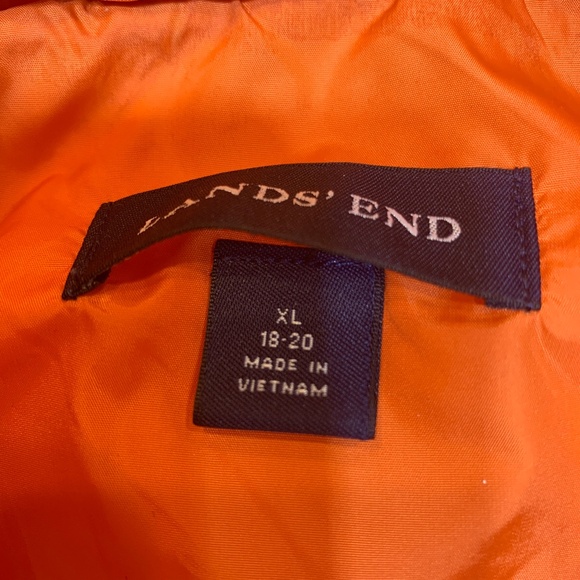 LANDS' END
XL
18-20
MADE IN
VIETNAM